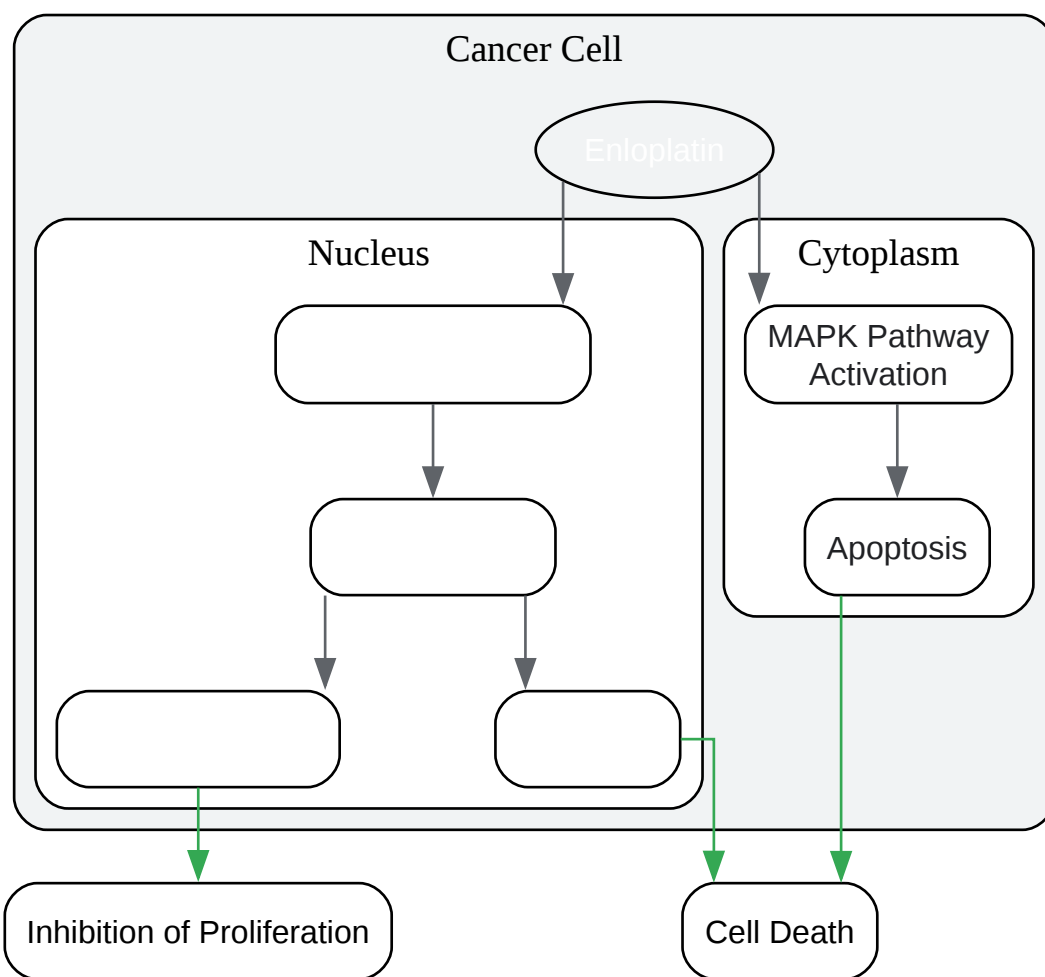 Cancer Cell
Enloplatin
Nucleus
Cytoplasm
MAPK Pathway
Activation
Apoptosis
Inhibition of Proliferation
Cell Death